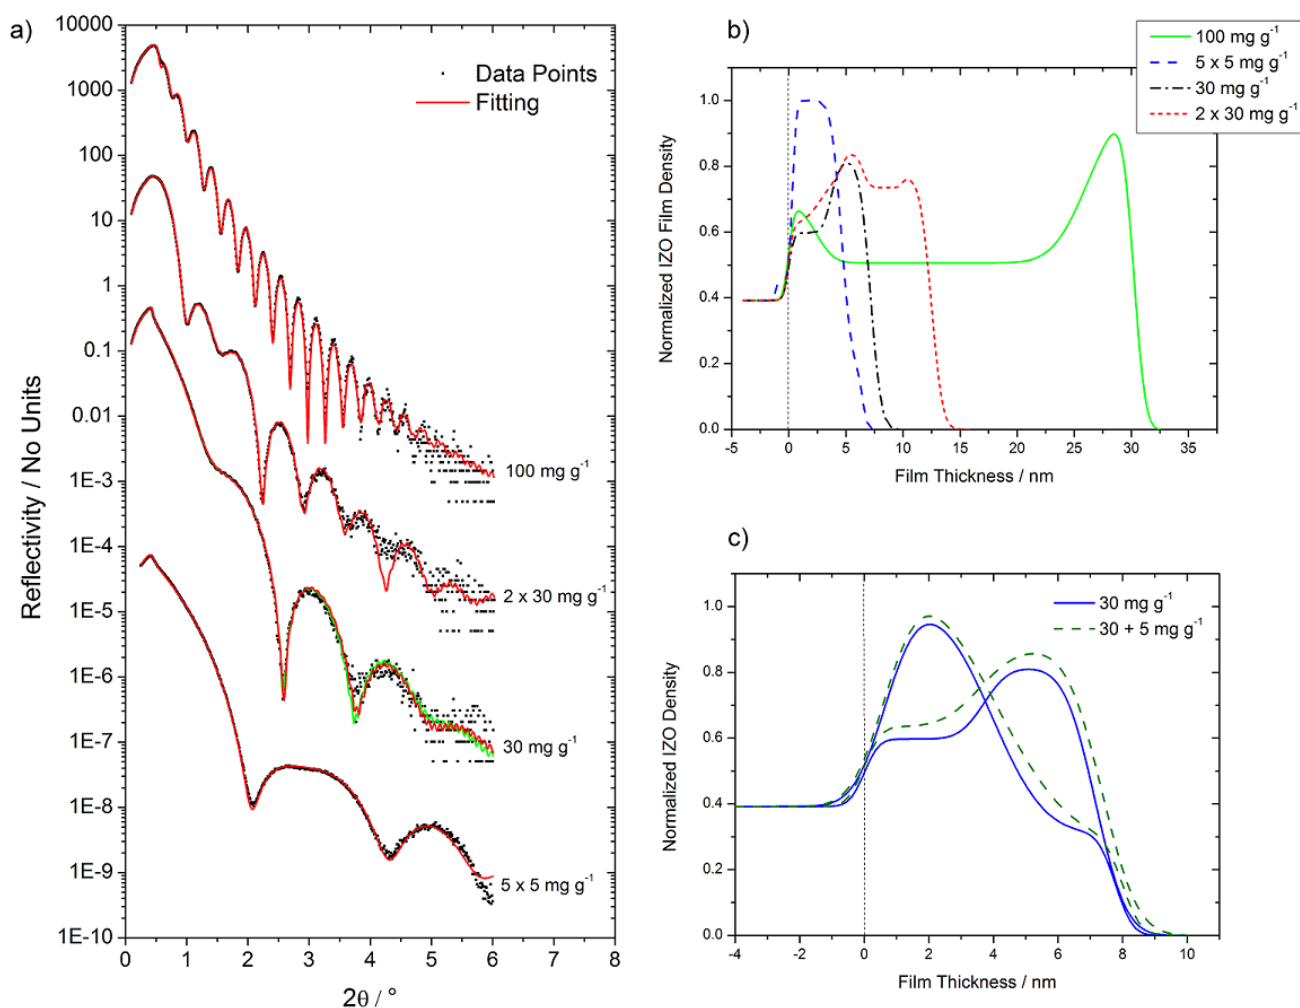 a)
10000
1000
100
10
1
0.1
0.01
1E-3
1E-4
1E-5
1E-6
1E-7
1E-8
1E-9
1E-10
Reflectivity / No Units
0 1 2 3 4 5 6 7 8
2θ / °
Data Points
Fitting
100 mg g⁻¹
2 x 30 mg g⁻¹
30 mg g⁻¹
5 x 5 mg g⁻¹
b)
100 mg g⁻¹
5 x 5 mg g⁻¹
30 mg g⁻¹
2 x 30 mg g⁻¹
1.0
0.8
0.6
0.4
0.2
0.0
Normalized IZO Film Density
-5 0 5 10 15 20 25 30 35
Film Thickness / nm
c)
30 mg g⁻¹
30 + 5 mg g⁻¹
1.0
0.8
0.6
0.4
0.2
0.0
Normalized IZO Density
-4 -2 0 2 4 6 8 10
Film Thickness / nm